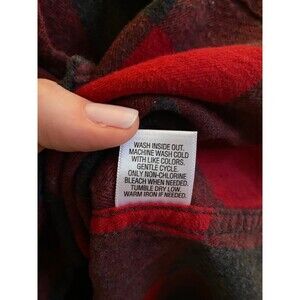 WASH INSIDE OUT.
MACHINE WASH COLD
WITH LIKE COLORS,
GENTLE CYCLE.
ONLY NON-CHLORINE
BLEACH WHEN NEEDED.
TUMBLE DRY LOW.
WARM IRON IF NEEDED.